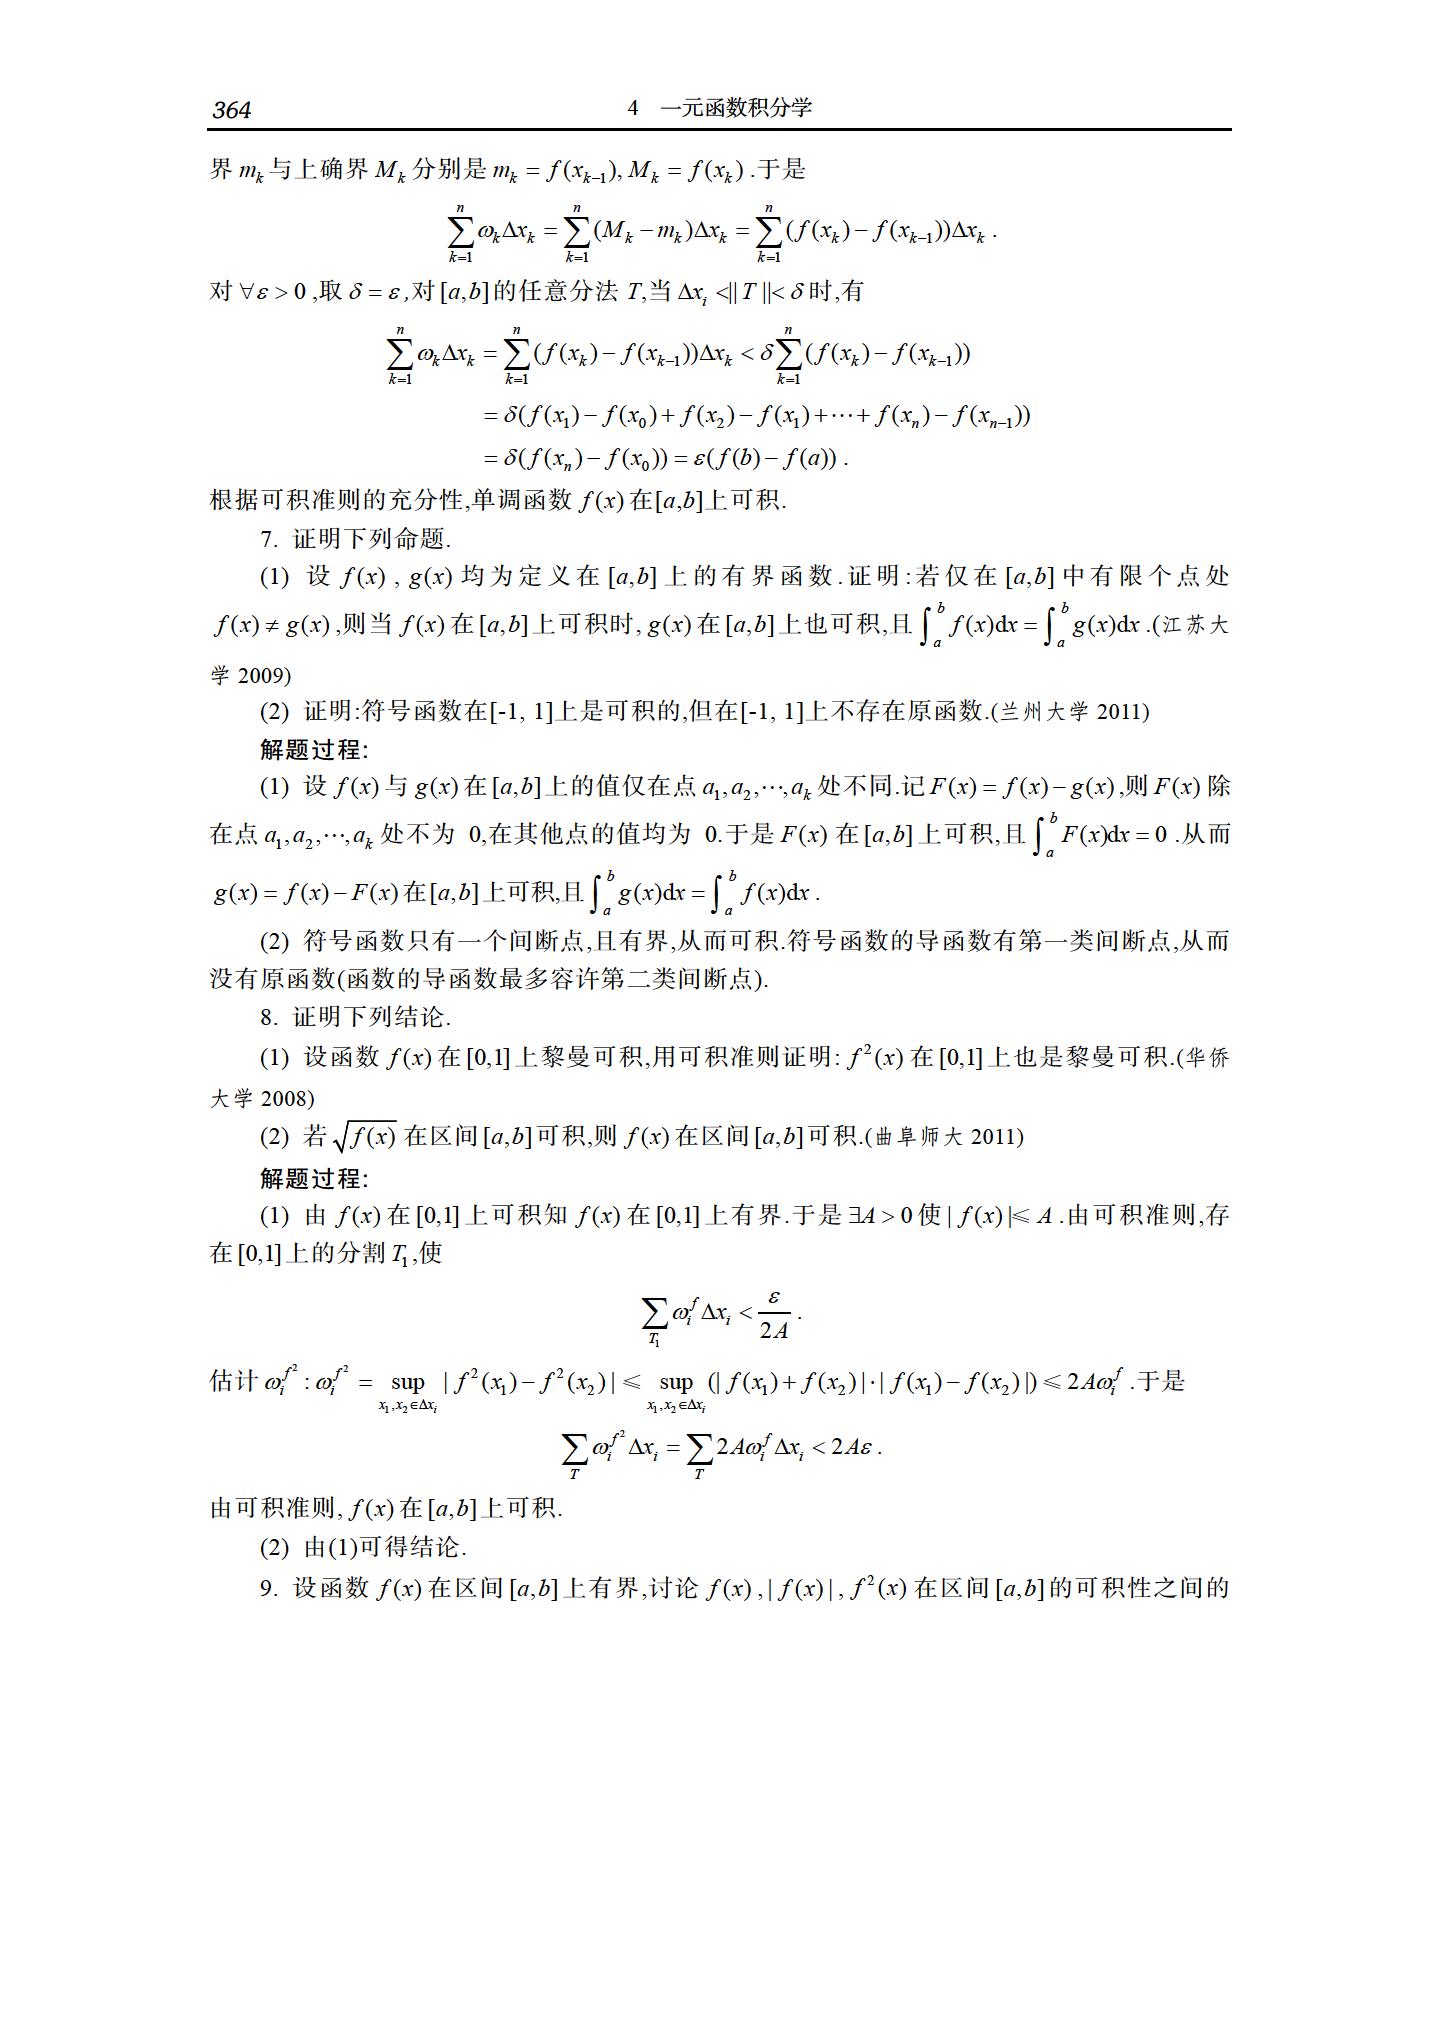 364
4 一元函数积分学
界 $m_k$ 与上确界 $M_k$ 分别是 $m_k = f(x_{k-1}), M_k = f(x_k)$ .于是
$\sum_{k=1}^{n} \omega_k \Delta x_k = \sum_{k=1}^{n} (M_k - m_k)\Delta x_k = \sum_{k=1}^{n} (f(x_k) - f(x_{k-1}))\Delta x_k$ .
对 $\forall \varepsilon > 0$ ,取 $\delta = \varepsilon$ ,对 $[a,b]$ 的任意分法 T,当 $\Delta x_i < \| T \| < \delta$ 时,有
$\sum_{k=1}^{n} \omega_k \Delta x_k = \sum_{k=1}^{n} (f(x_k) - f(x_{k-1}))\Delta x_k < \delta \sum_{k=1}^{n} (f(x_k) - f(x_{k-1}))$
$= \delta(f(x_1) - f(x_0) + f(x_2) - f(x_1) + \cdots + f(x_n) - f(x_{n-1}))$
$= \delta(f(x_n) - f(x_0)) = \varepsilon(f(b) - f(a))$ .
根据可积准则的充分性,单调函数 $f(x)$ 在$[a,b]$上可积.
7. 证明下列命题.
(1) 设 $f(x)$ , $g(x)$ 均为定义在 $[a,b]$ 上的有界函数.证明:若仅在 $[a,b]$ 中有限个点处
$f(x) \neq g(x)$ ,则当 $f(x)$ 在 $[a,b]$ 上可积时, $g(x)$ 在 $[a,b]$ 上也可积,且 $\int_a^b f(x)\mathrm{d}x = \int_a^b g(x)\mathrm{d}x$ .(江苏大
学 2009)
(2) 证明:符号函数在[-1, 1]上是可积的,但在[-1, 1]上不存在原函数.(兰州大学 2011)
解题过程:
(1) 设 $f(x)$ 与 $g(x)$ 在 $[a,b]$ 上的值仅在点 $a_1, a_2, \cdots, a_k$ 处不同.记 $F(x) = f(x) - g(x)$ ,则 $F(x)$ 除
在点 $a_1, a_2, \cdots, a_k$ 处不为 0,在其他点的值均为 0.于是 $F(x)$ 在 $[a,b]$ 上可积,且 $\int_a^b F(x)\mathrm{d}x = 0$ .从而
$g(x) = f(x) - F(x)$ 在 $[a,b]$ 上可积,且 $\int_a^b g(x)\mathrm{d}x = \int_a^b f(x)\mathrm{d}x$ .
(2) 符号函数只有一个间断点,且有界,从而可积.符号函数的导函数有第一类间断点,从而
没有原函数(函数的导函数最多容许第二类间断点).
8. 证明下列结论.
(1) 设函数 $f(x)$ 在 $[0,1]$ 上黎曼可积,用可积准则证明: $f^2(x)$ 在 $[0,1]$ 上也是黎曼可积.(华侨
大学 2008)
(2) 若 $\sqrt{f(x)}$ 在区间 $[a,b]$ 可积,则 $f(x)$ 在区间 $[a,b]$ 可积.(曲阜师大 2011)
解题过程:
(1) 由 $f(x)$ 在 $[0,1]$ 上可积知 $f(x)$ 在 $[0,1]$ 上有界.于是 $\exists A > 0$ 使 $| f(x) | \leqslant A$ .由可积准则,存
在 $[0,1]$ 上的分割 $T_1$ ,使
$\sum_{T_1} \omega_i^f \Delta x_i < \frac{\varepsilon}{2A}$ .
估计 $\omega_i^{f^2} : \omega_i^{f^2} = \sup_{x_1, x_2 \in \Delta x_i} | f^2(x_1) - f^2(x_2) | \leqslant \sup_{x_1, x_2 \in \Delta x_i} (| f(x_1) + f(x_2) | \cdot | f(x_1) - f(x_2) |) \leqslant 2A\omega_i^f$ .于是
$\sum_{T} \omega_i^{f^2} \Delta x_i = \sum_{T} 2A\omega_i^f \Delta x_i < 2A\varepsilon$ .
由可积准则, $f(x)$ 在 $[a,b]$ 上可积.
(2) 由(1)可得结论.
9. 设函数 $f(x)$ 在区间 $[a,b]$ 上有界,讨论 $f(x)$ ,$| f(x) |$ , $f^2(x)$ 在区间 $[a,b]$ 的可积性之间的